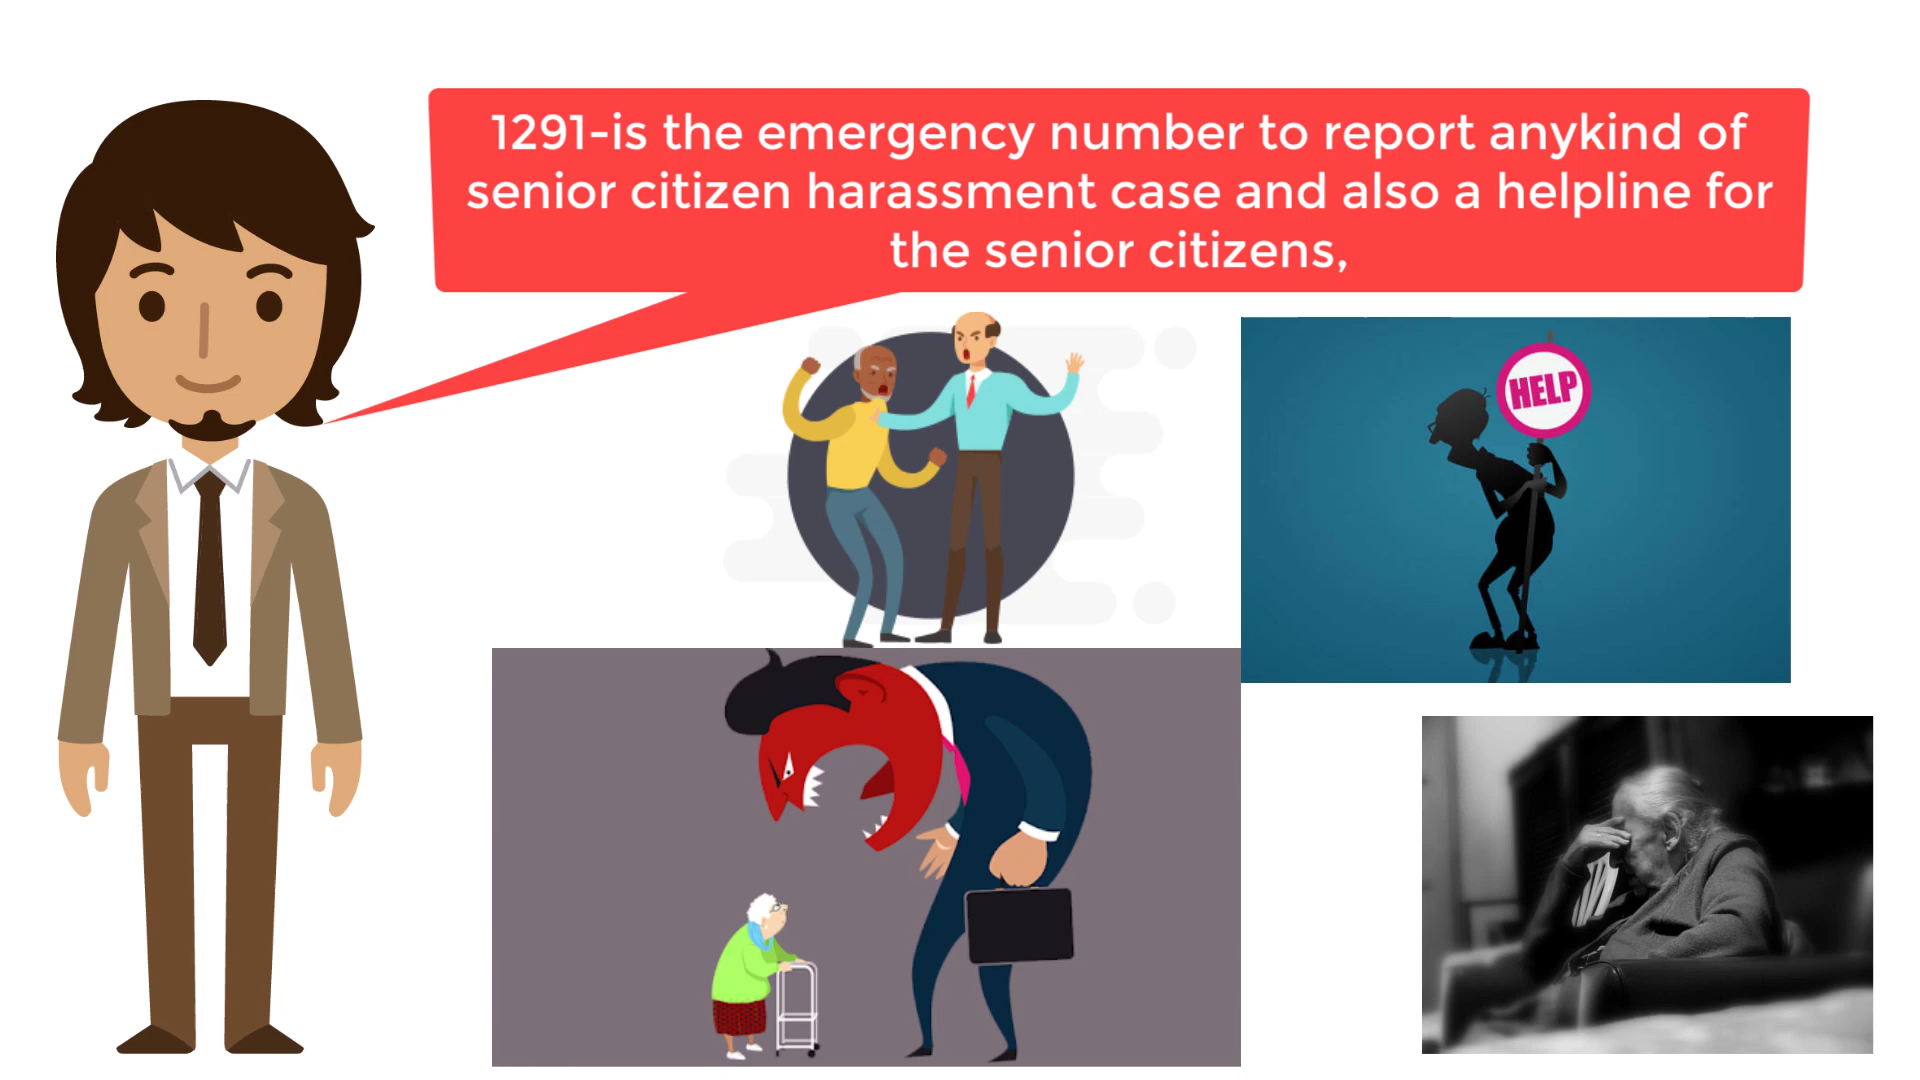 1291-is the emergency number to report anykind of
senior citizen harassment case and also a helpline for
the senior citizens,
HELP